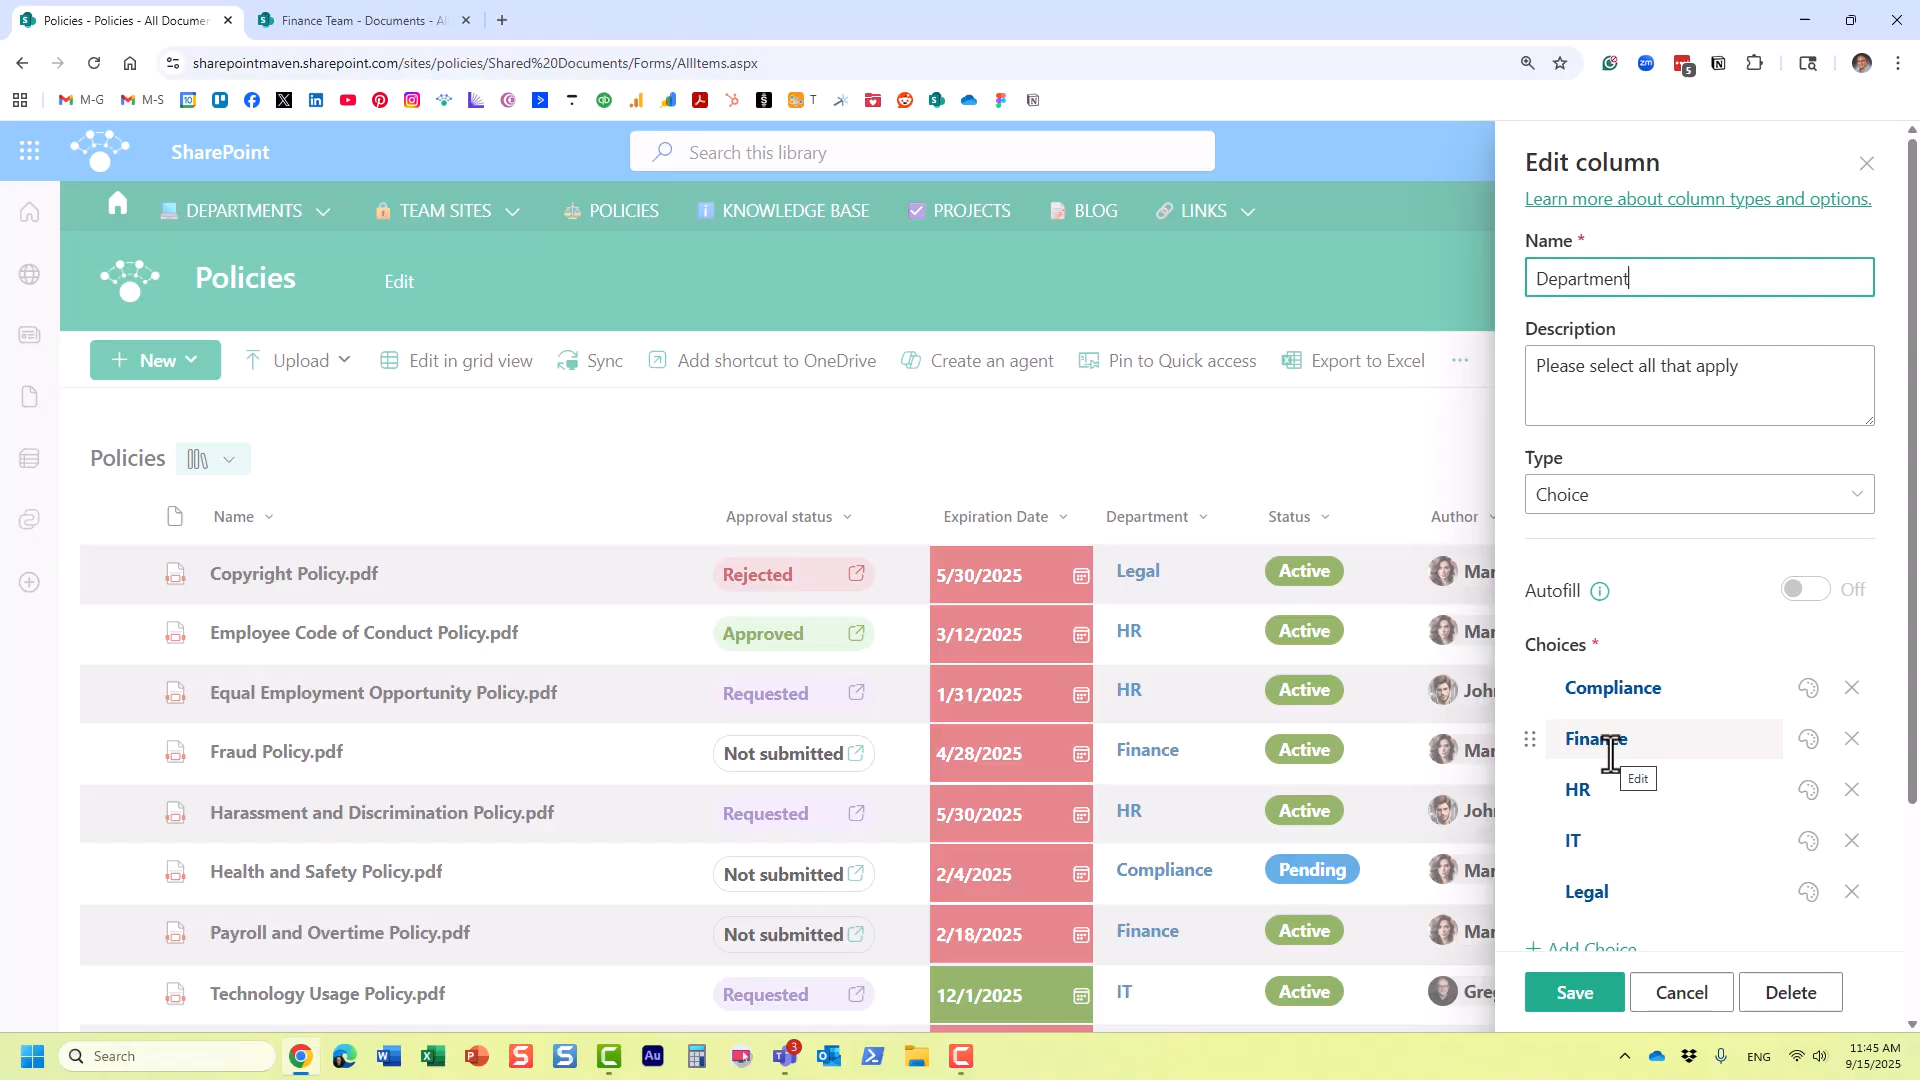 Policies - Policies - All Documen
Finance Team - Documents - Al
sharepointmaven.sharepoint.com/sites/policies/Shared%20Documents/Forms/AllItems.aspx
M-G
M-S
T
SharePoint
Search this library
DEPARTMENTS
TEAM SITES
POLICIES
KNOWLEDGE BASE
PROJECTS
BLOG
LINKS
Policies
Edit
New
Upload
Edit in grid view
Sync
Add shortcut to OneDrive
Create an agent
Pin to Quick access
Export to Excel
Policies
Name
Approval status
Expiration Date
Department
Status
Author
Copyright Policy.pdf
Rejected
5/30/2025
Legal
Active
Mar
Employee Code of Conduct Policy.pdf
Approved
3/12/2025
HR
Active
Mar
Equal Employment Opportunity Policy.pdf
Requested
1/31/2025
HR
Active
John
Fraud Policy.pdf
Not submitted
4/28/2025
Finance
Active
Mar
Harassment and Discrimination Policy.pdf
Requested
5/30/2025
HR
Active
John
Health and Safety Policy.pdf
Not submitted
2/4/2025
Compliance
Pending
Mar
Payroll and Overtime Policy.pdf
Not submitted
2/18/2025
Finance
Active
Mar
Technology Usage Policy.pdf
Requested
12/1/2025
IT
Active
Greg
Edit column
Learn more about column types and options.
Name *
Department
Description
Please select all that apply
Type
Choice
Autofill
Off
Choices *
Compliance
Finance
Edit
HR
IT
Legal
+ Add Choice
Save
Cancel
Delete
Search
3
ENG
11:45 AM
9/15/2025